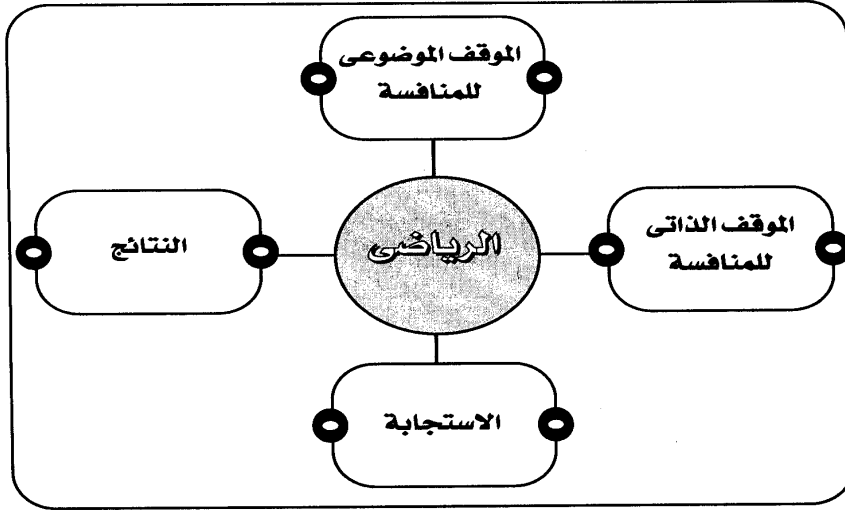 الموقف الموضوعى
للمنافسة
الموقف الذاتى
للمنافسة
الرياضى
النتائج
الاستجابة